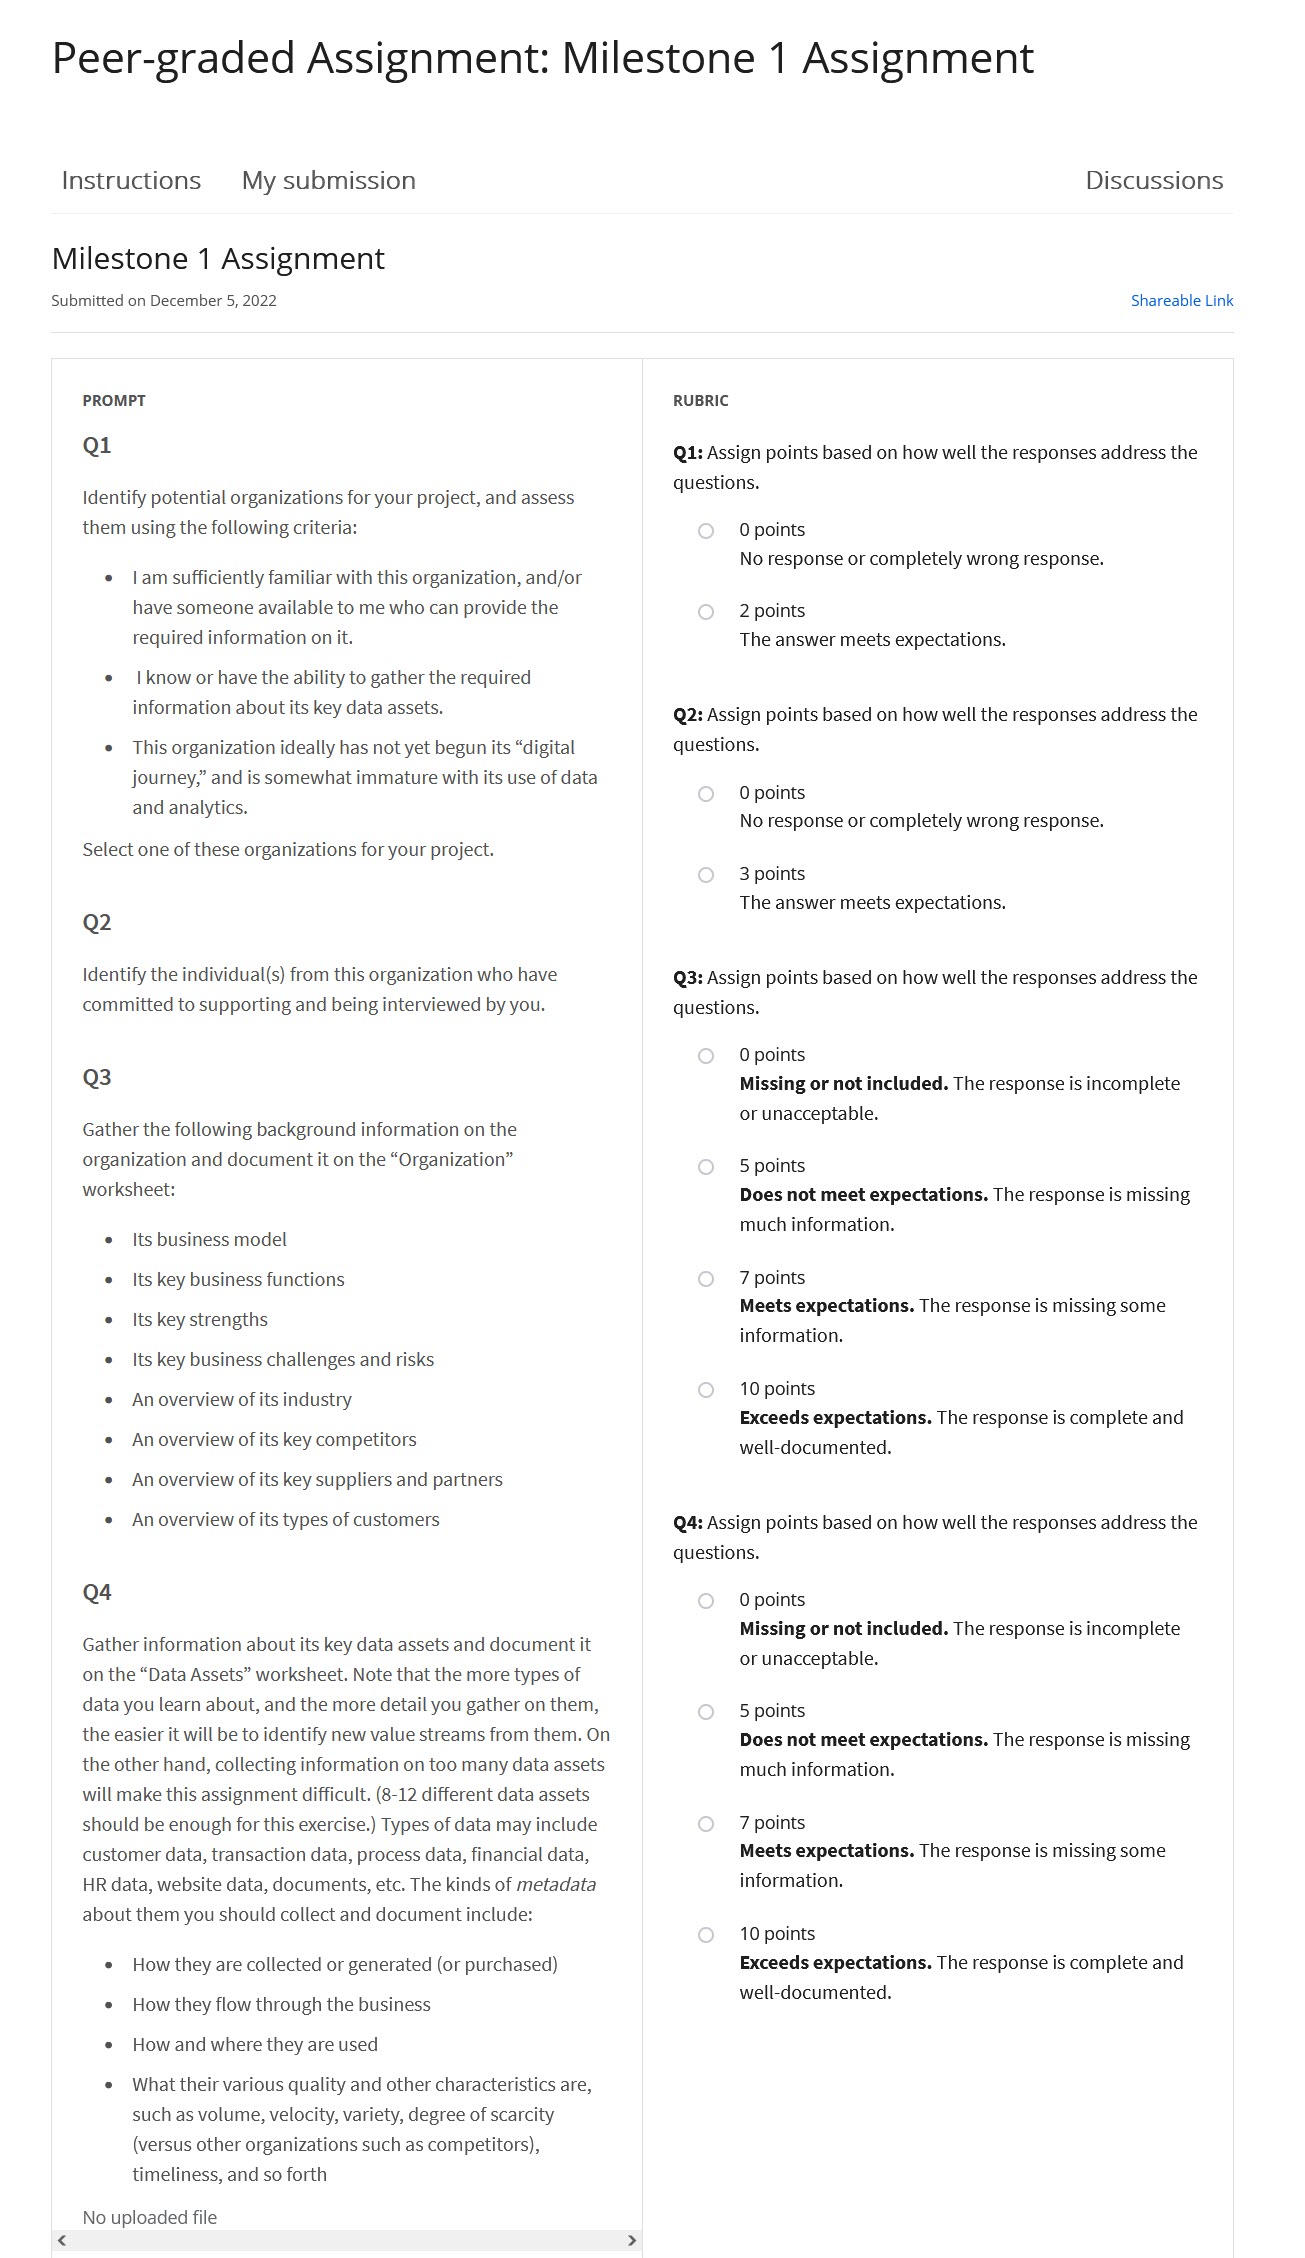 Peer-graded Assignment: Milestone 1 Assignment
Instructions
My submission
Discussions
Milestone 1 Assignment
Submitted on December 5, 2022
Shareable Link
PROMPT
Q1
Identify potential organizations for your project, and assess
them using the following criteria:
• I am sufficiently familiar with this organization, and/or
have someone available to me who can provide the
required information on it.
• I know or have the ability to gather the required
information about its key data assets.
• This organization ideally has not yet begun its “digital
journey,” and is somewhat immature with its use of data
and analytics.
Select one of these organizations for your project.
Q2
Identify the individual(s) from this organization who have
committed to supporting and being interviewed by you.
Q3
Gather the following background information on the
organization and document it on the “Organization”
worksheet:
• Its business model
• Its key business functions
• Its key strengths
• Its key business challenges and risks
• An overview of its industry
• An overview of its key competitors
• An overview of its key suppliers and partners
• An overview of its types of customers
Q4
Gather information about its key data assets and document it
on the “Data Assets” worksheet. Note that the more types of
data you learn about, and the more detail you gather on them,
the easier it will be to identify new value streams from them. On
the other hand, collecting information on too many data assets
will make this assignment difficult. (8-12 different data assets
should be enough for this exercise.) Types of data may include
customer data, transaction data, process data, financial data,
HR data, website data, documents, etc. The kinds of metadata
about them you should collect and document include:
• How they are collected or generated (or purchased)
• How they flow through the business
• How and where they are used
• What their various quality and other characteristics are,
such as volume, velocity, variety, degree of scarcity
(versus other organizations such as competitors),
timeliness, and so forth
No uploaded file
RUBRIC
Q1: Assign points based on how well the responses address the
questions.
0 points
No response or completely wrong response.
2 points
The answer meets expectations.
Q2: Assign points based on how well the responses address the
questions.
0 points
No response or completely wrong response.
3 points
The answer meets expectations.
Q3: Assign points based on how well the responses address the
questions.
0 points
Missing or not included. The response is incomplete
or unacceptable.
5 points
Does not meet expectations. The response is missing
much information.
7 points
Meets expectations. The response is missing some
information.
10 points
Exceeds expectations. The response is complete and
well-documented.
Q4: Assign points based on how well the responses address the
questions.
0 points
Missing or not included. The response is incomplete
or unacceptable.
5 points
Does not meet expectations. The response is missing
much information.
7 points
Meets expectations. The response is missing some
information.
10 points
Exceeds expectations. The response is complete and
well-documented.